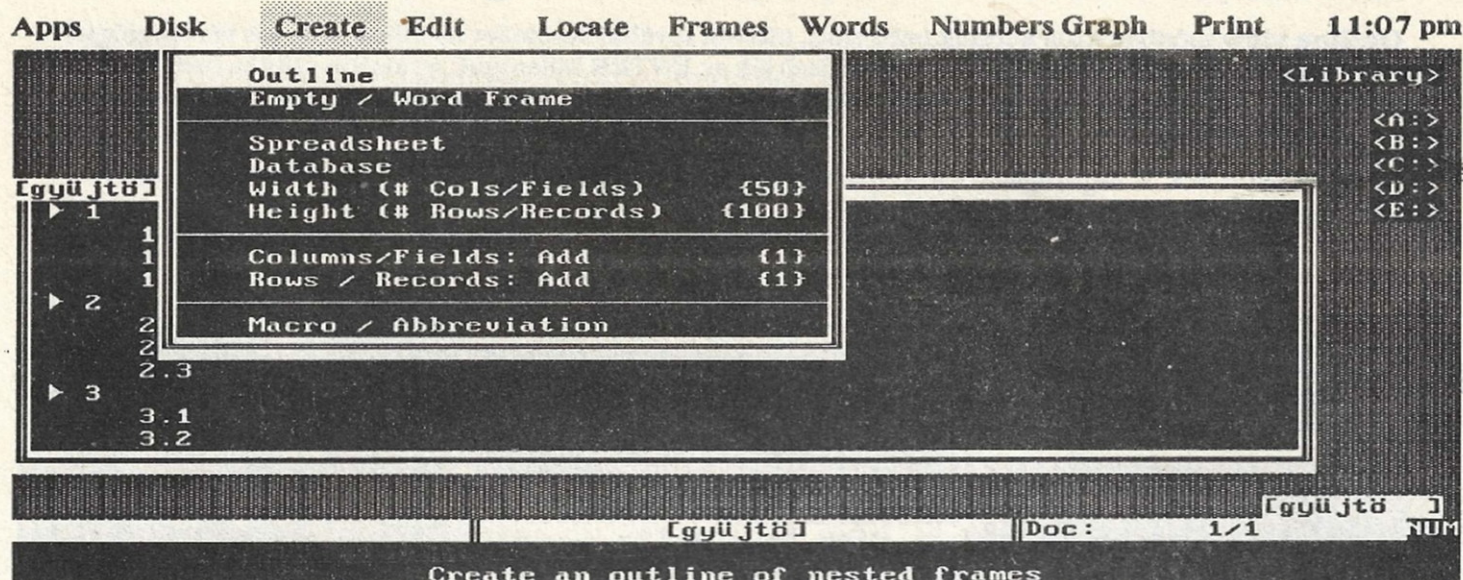 Apps Disk Create Edit Locate Frames Words Numbers Graph Print 11:07 pm
Outline
Empty / Word Frame
Spreadsheet
Database
Width (# Cols/Fields) {50}
Height (# Rows/Records) {100}
Columns/Fields: Add {1}
Rows / Records: Add {1}
Macro / Abbreviation
<Library>
<A:>
<B:>
<C:>
<D:>
<E:>
[gyüjtö]
► 1
1
1
1
► 2
2
2
2.3
► 3
3.1
3.2
[gyüjtö ]
[gyüjtö] Doc: 1/1 NUM
Create an outline of nested frames